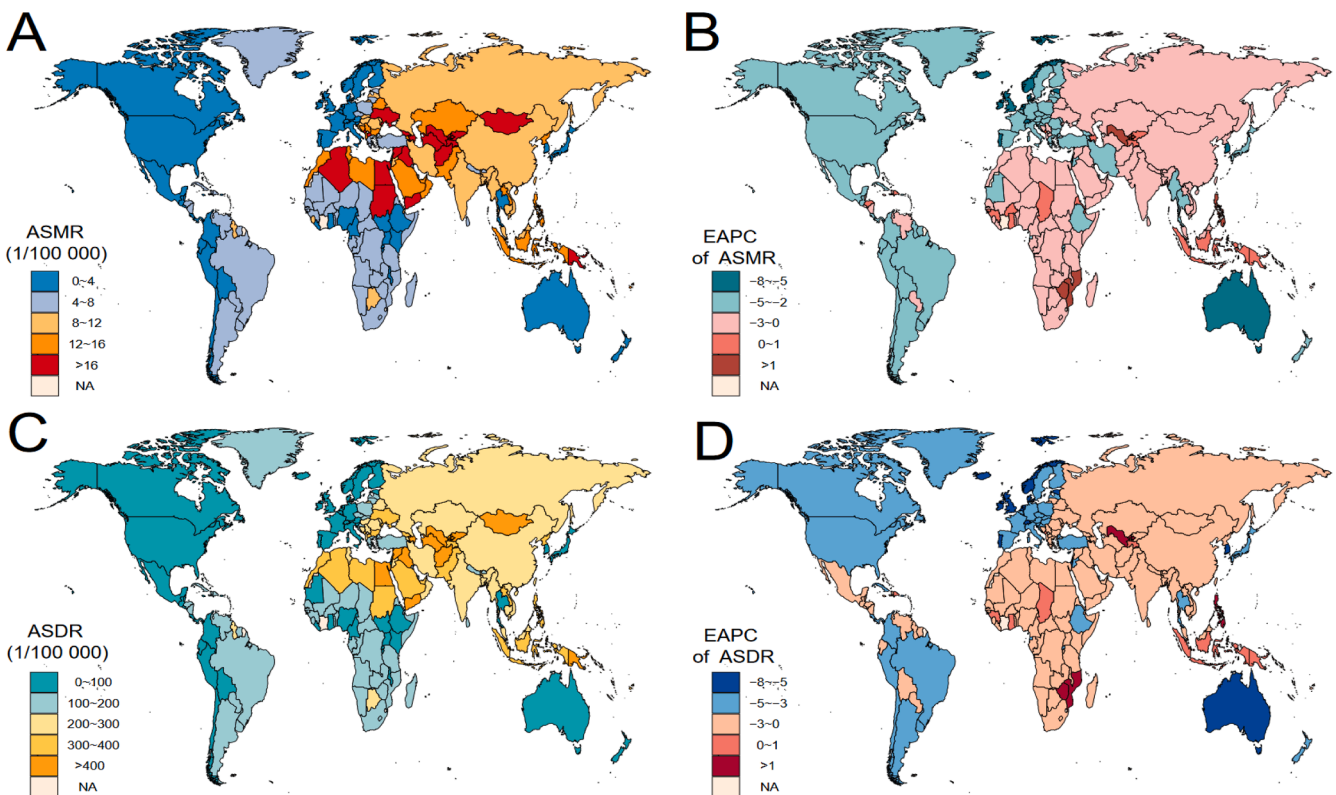 A
ASMR
(1/100 000)
0~4
4~8
8~12
12~16
>16
NA
B
EAPC
of ASMR
−8~−5
−5~−2
−3~0
0~1
>1
NA
C
ASDR
(1/100 000)
0~100
100~200
200~300
300~400
>400
NA
D
EAPC
of ASDR
−8~−5
−5~−3
−3~0
0~1
>1
NA